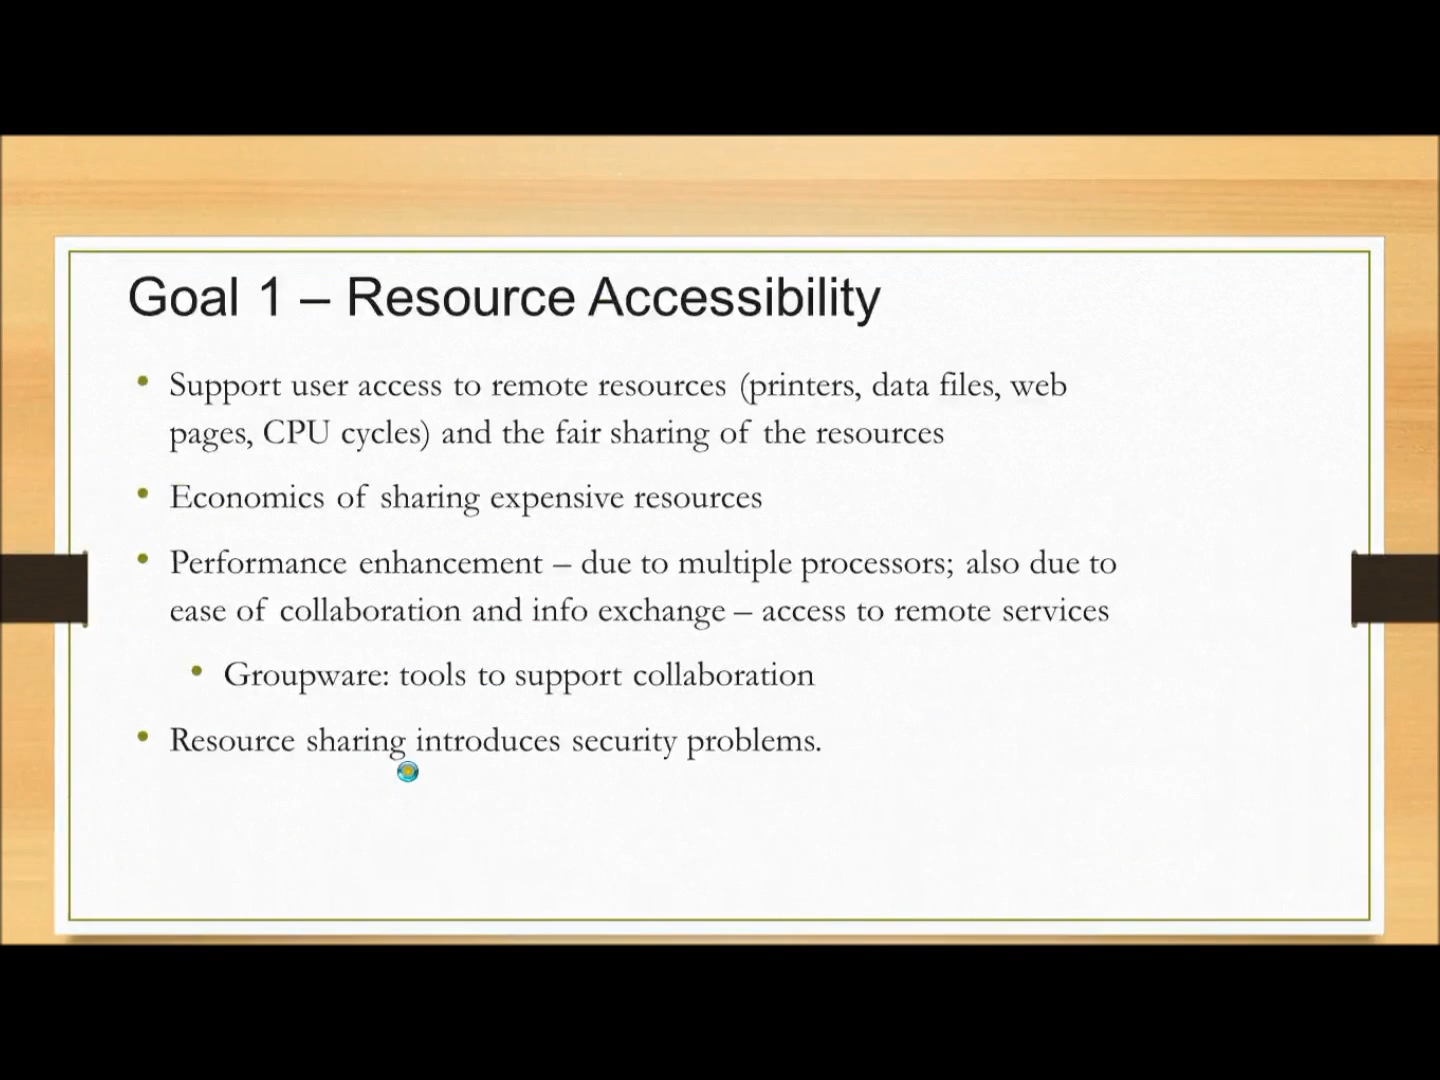 Goal 1 – Resource Accessibility
• Support user access to remote resources (printers, data files, web
pages, CPU cycles) and the fair sharing of the resources
• Economics of sharing expensive resources
• Performance enhancement – due to multiple processors; also due to
ease of collaboration and info exchange – access to remote services
• Groupware: tools to support collaboration
• Resource sharing introduces security problems.